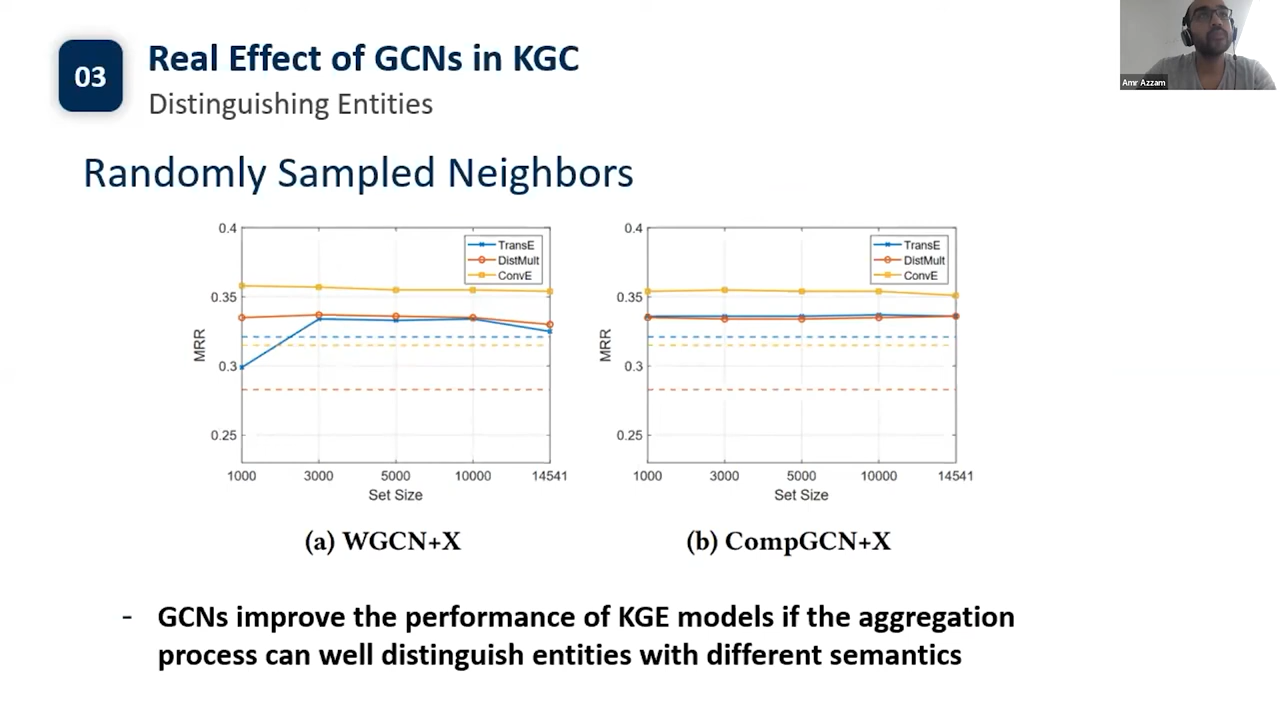 03
Real Effect of GCNs in KGC
Distinguishing Entities
Amr Azzam
Randomly Sampled Neighbors
0.4
0.35
0.3
0.25
MRR
TransE
DistMult
ConvE
1000 3000 5000 10000 14541
Set Size
(a) WGCN+X
0.4
0.35
0.3
0.25
MRR
TransE
DistMult
ConvE
1000 3000 5000 10000 14541
Set Size
(b) CompGCN+X
- GCNs improve the performance of KGE models if the aggregation
process can well distinguish entities with different semantics